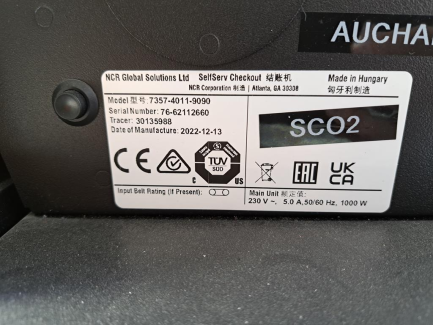 AUCHA
NCR Global Solutions Ltd SelfServ Checkout 结账机 Made in Hungary
NCR Corporation 制造 | Atlanta, GA 30308 匈牙利制造
Model 型号: 7357-4011-9090
Serial Number: 76-62112660
Tracer: 30135988
Date of Manufacture: 2022-12-13
SCO2
CE
TÜV
SÜD
C US
EAC
UK
CA
Input Belt Rating (If Present):
Main Unit 额定值:
230 V ~, 5.0 A,50/60 Hz, 1000 W